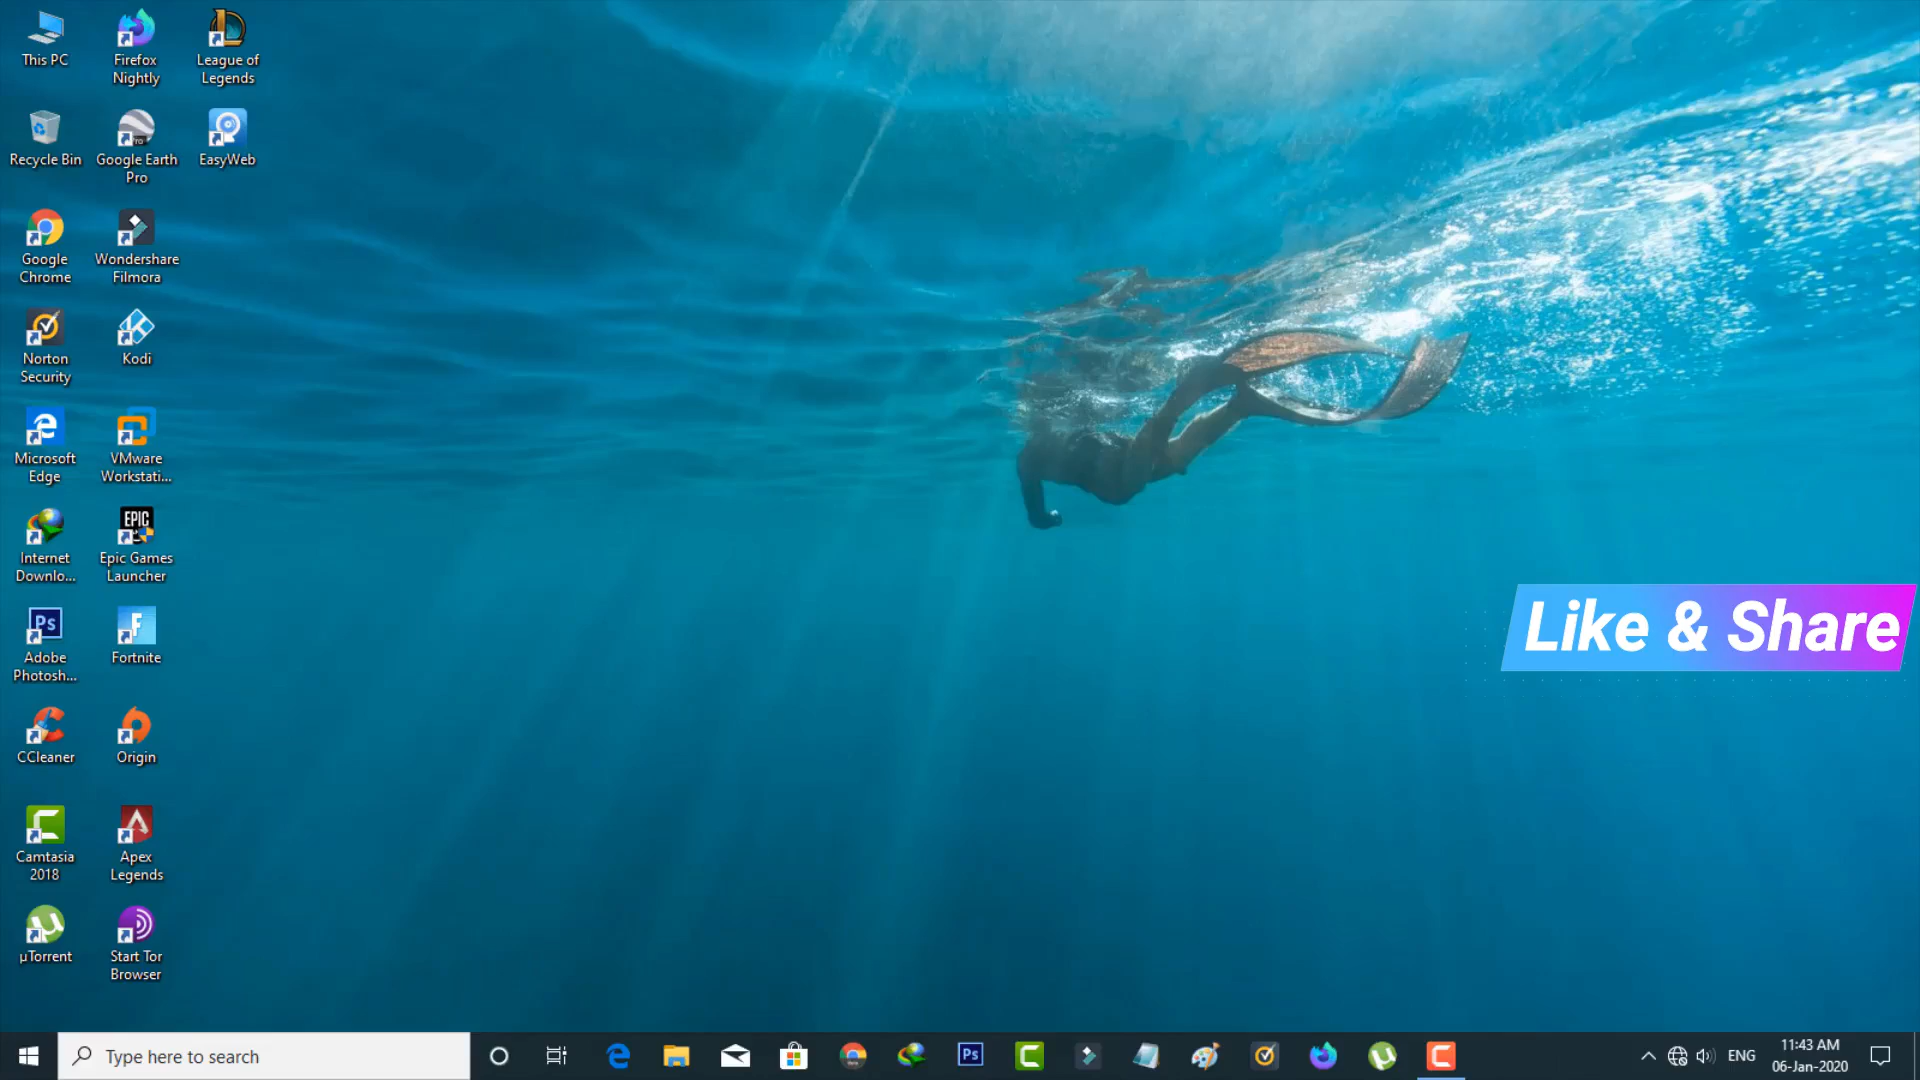 This PC
Firefox
Nightly
League of
Legends
Recycle Bin
Google Earth
Pro
EasyWeb
Google
Chrome
Wondershare
Filmora
Norton
Security
Kodi
Microsoft
Edge
VMware
Workstati...
Internet
Downlo...
EPIC
Epic Games
Launcher
Ps
Adobe
Photosh...
F
Fortnite
Like & Share
CCleaner
Origin
Camtasia
2018
Apex
Legends
µTorrent
Start Tor
Browser
Type here to search
Ps
ENG
11:43 AM
06-Jan-2020